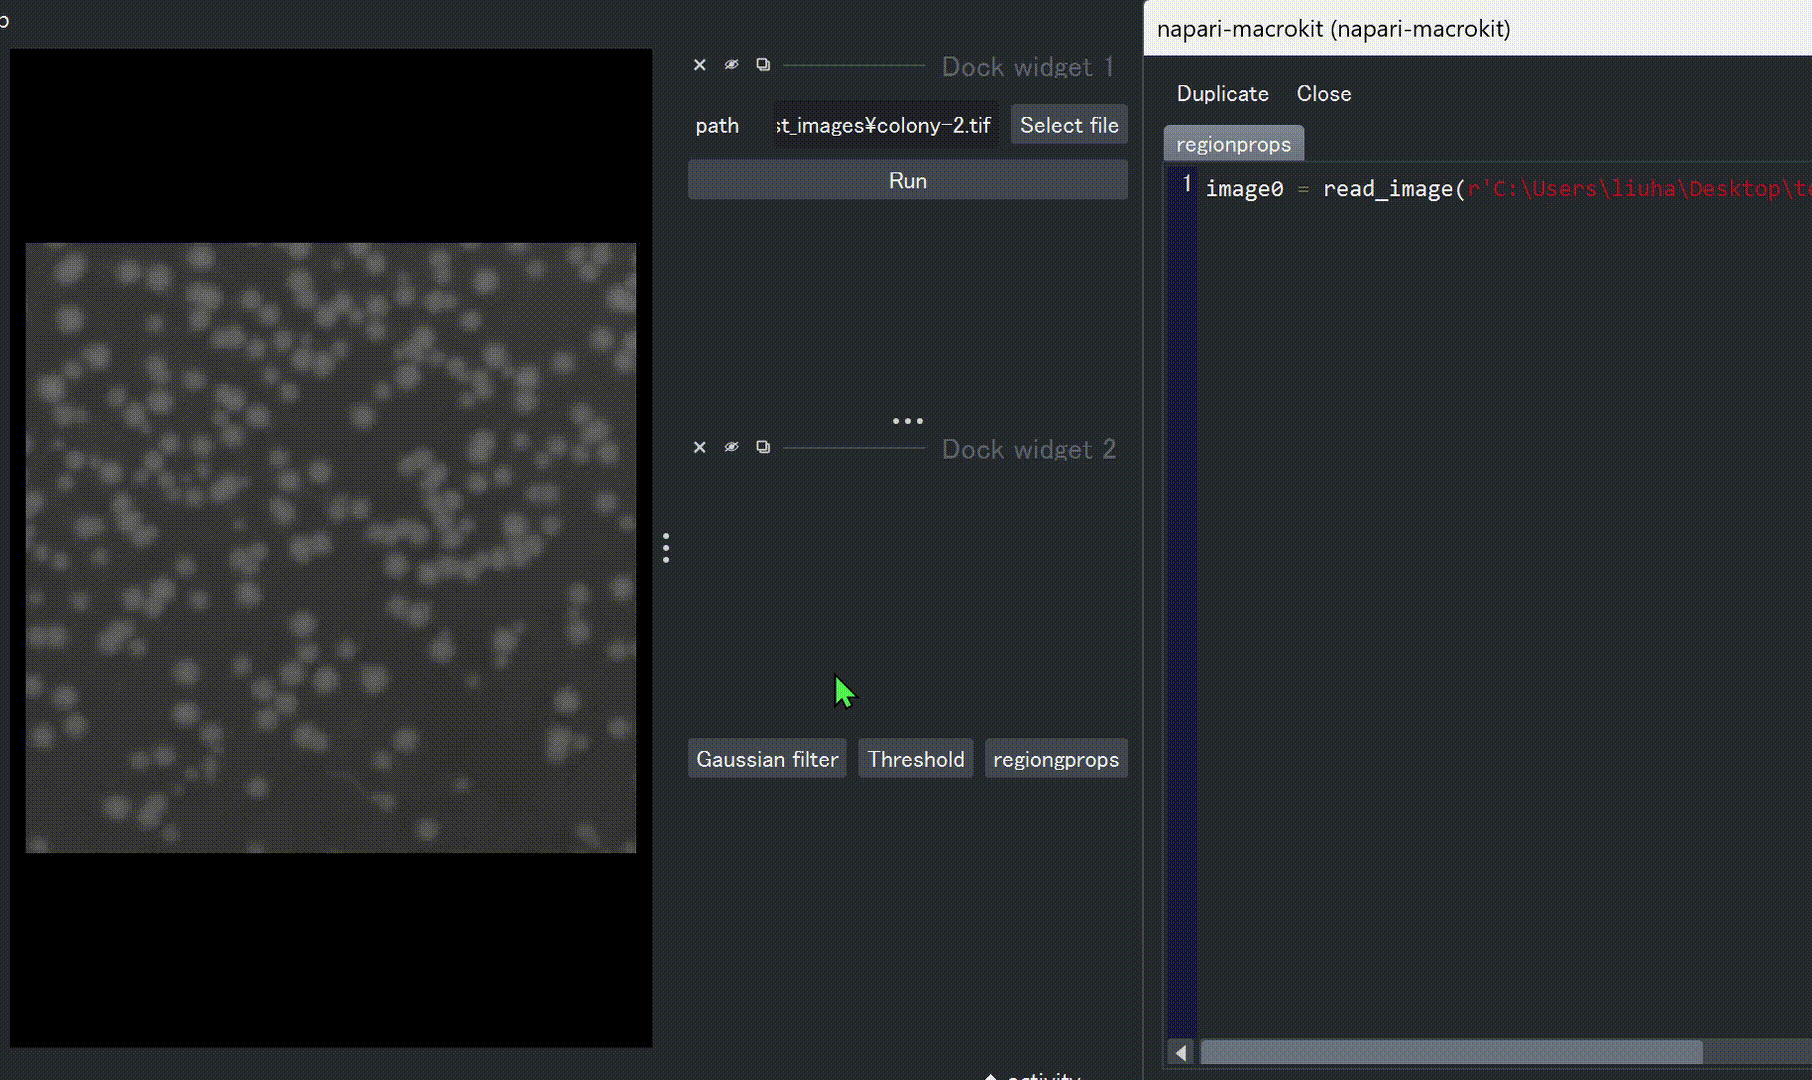 Dock widget 1
path st_images¥colony-2.tif Select file
Run
Dock widget 2
Gaussian filter Threshold regiongprops
activity
napari-macrokit (napari-macrokit)
Duplicate Close
regionprops
1 image0 = read_image(r'C:\Users\liuha\Desktop\te